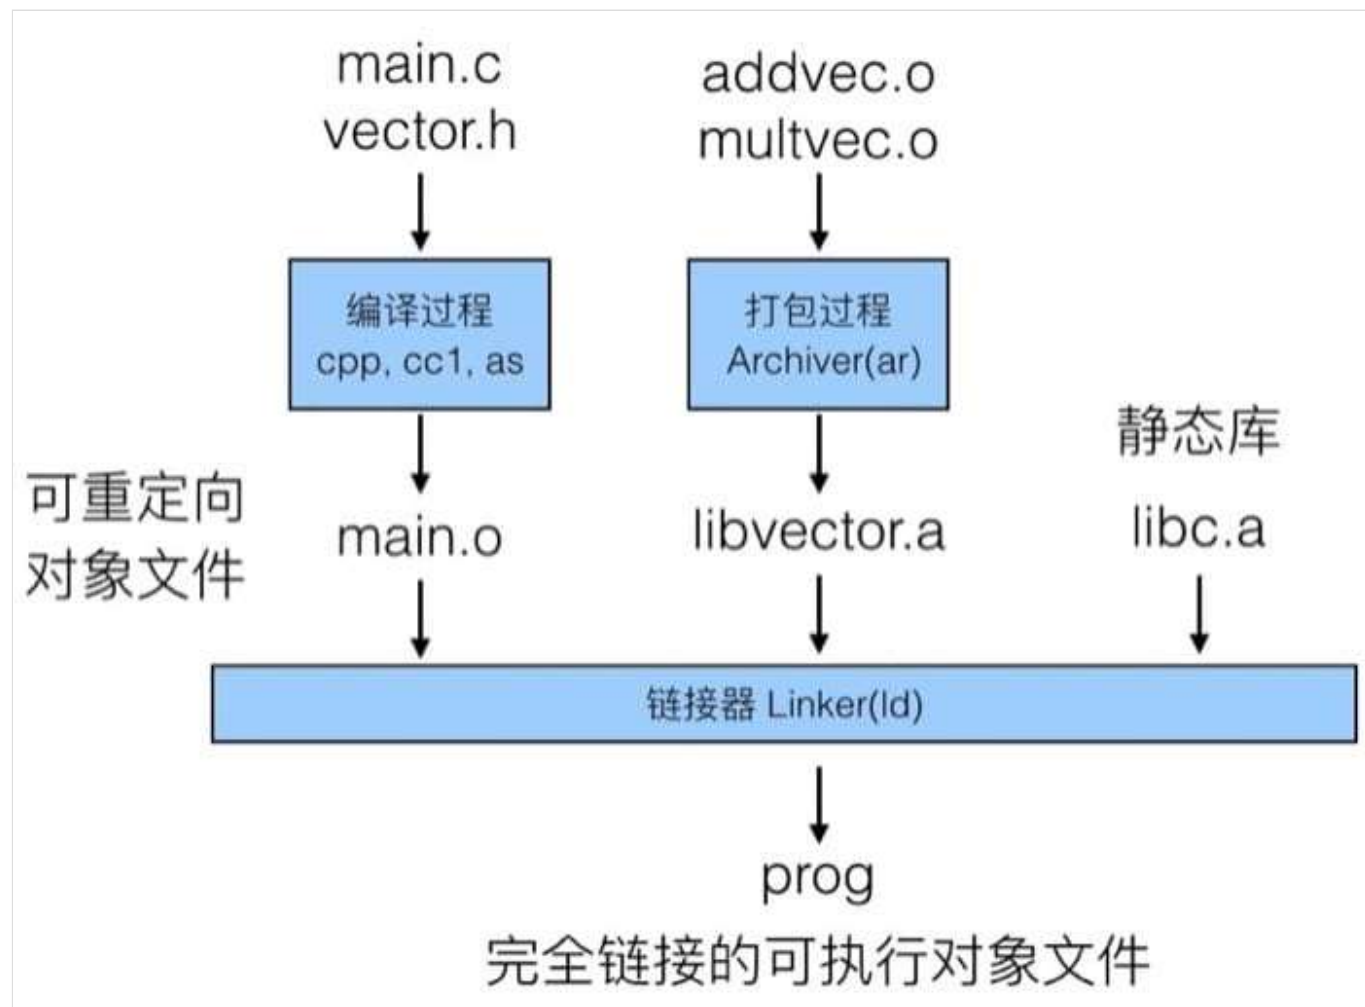 main.c
vector.h
addvec.o
multvec.o
编译过程
cpp, cc1, as
打包过程
Archiver(ar)
静态库
可重定向
对象文件
main.o
libvector.a
libc.a
链接器 Linker(ld)
prog
完全链接的可执行对象文件